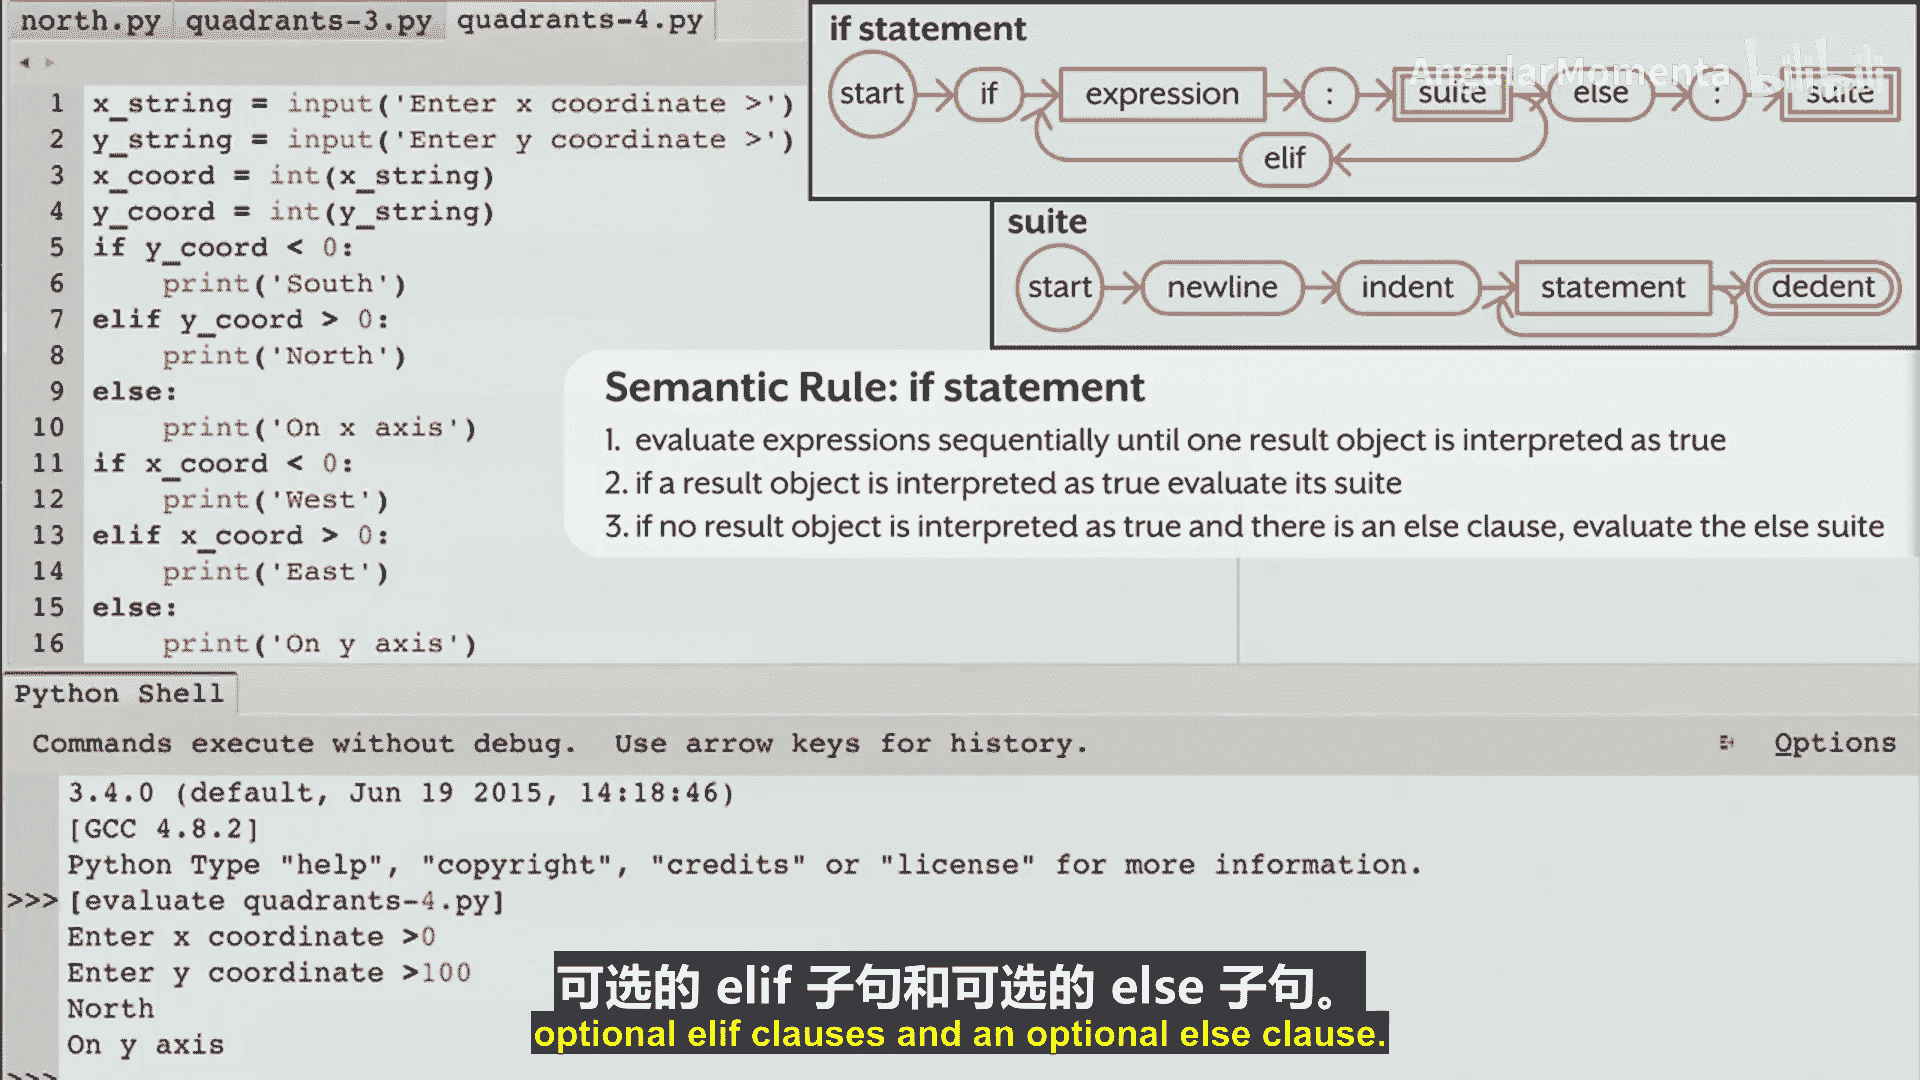 north.py quadrants-3.py quadrants-4.py
1 x_string = input('Enter x coordinate >')
2 y_string = input('Enter y coordinate >')
3 x_coord = int(x_string)
4 y_coord = int(y_string)
5 if y_coord < 0:
6 print('South')
7 elif y_coord > 0:
8 print('North')
9 else:
10 print('On x axis')
11 if x_coord < 0:
12 print('West')
13 elif x_coord > 0:
14 print('East')
15 else:
16 print('On y axis')
if statement
AngularMomenta bilibili
start if expression : suite else : suite
elif
suite
start newline indent statement dedent
Semantic Rule: if statement
1. evaluate expressions sequentially until one result object is interpreted as true
2. if a result object is interpreted as true evaluate its suite
3. if no result object is interpreted as true and there is an else clause, evaluate the else suite
Python Shell
Commands execute without debug. Use arrow keys for history.
Options
3.4.0 (default, Jun 19 2015, 14:18:46)
[GCC 4.8.2]
Python Type "help", "copyright", "credits" or "license" for more information.
>>> [evaluate quadrants-4.py]
Enter x coordinate >0
Enter y coordinate >100
North
On y axis
>>>
可选的 elif 子句和可选的 else 子句。
optional elif clauses and an optional else clause.